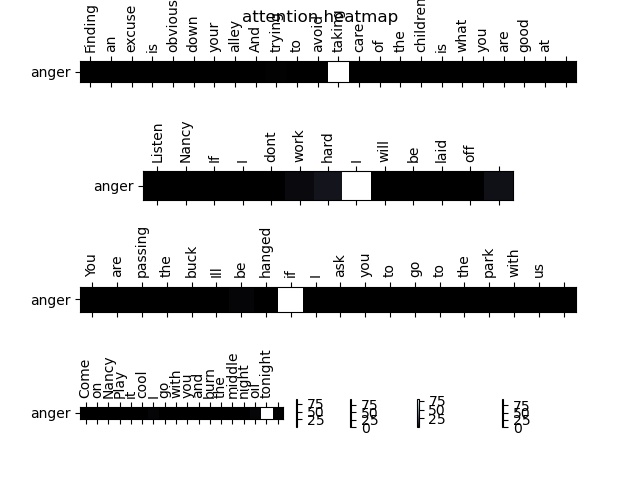 attention heatmap
Finding an excuse is obvious down your alley And trying to avoid taking care of the children is what you are good at
anger
Listen Nancy If I dont work hard I will be laid off
anger
You are passing the buck Ill be hanged if I ask you to go to the park with us
anger
Come on Nancy Play it cool I go with you and burn the middle night oil tonight
anger
75 75 75 75
50 50 50 50
25 25 25 25
0 0